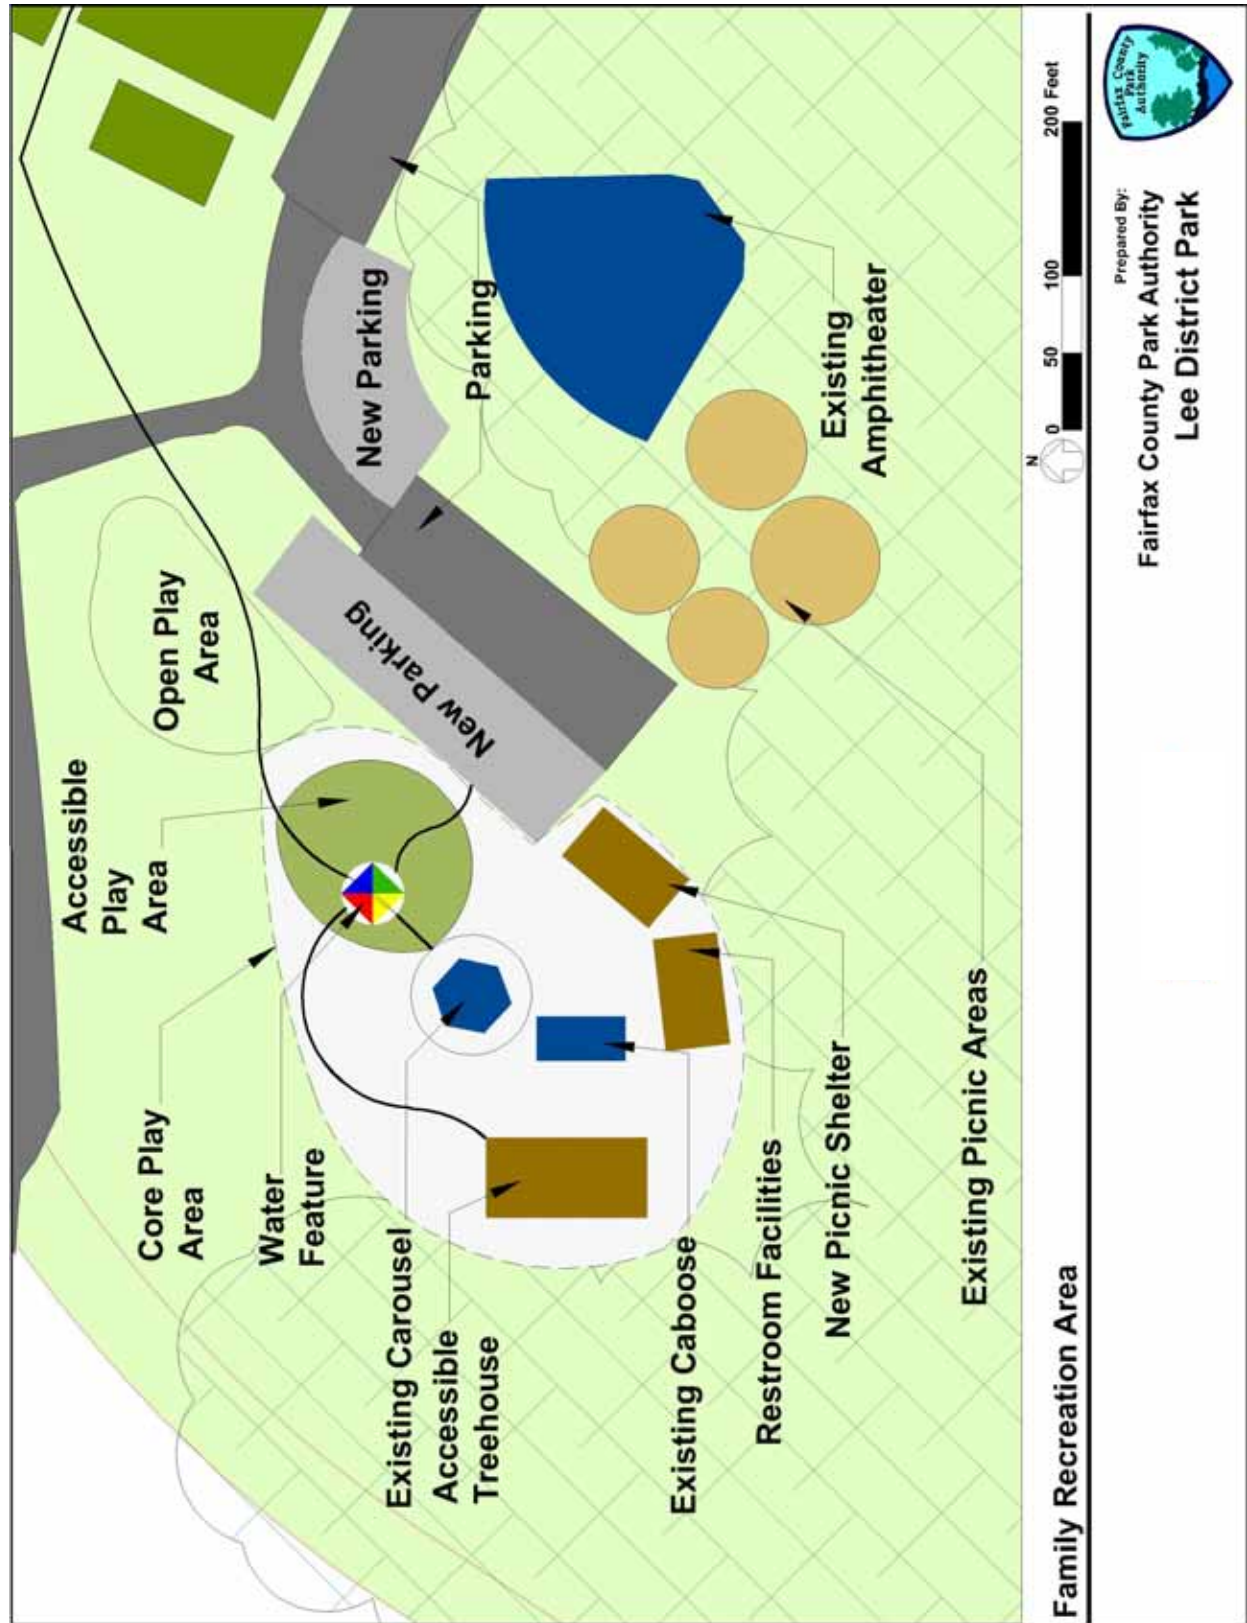 Core Play
Area
Accessible
Play
Area
Open Play
Area
Water
Feature
New Parking
New Parking
Parking
Existing Carousel
Accessible
Treehouse
Existing Caboose
Restroom Facilities
New Picnic Shelter
Existing Picnic Areas
Existing
Amphitheater
Family Recreation Area
N
0 50 100 200 Feet
Prepared By:
Fairfax County Park Authority
Lee District Park
Fairfax County
Park
Authority